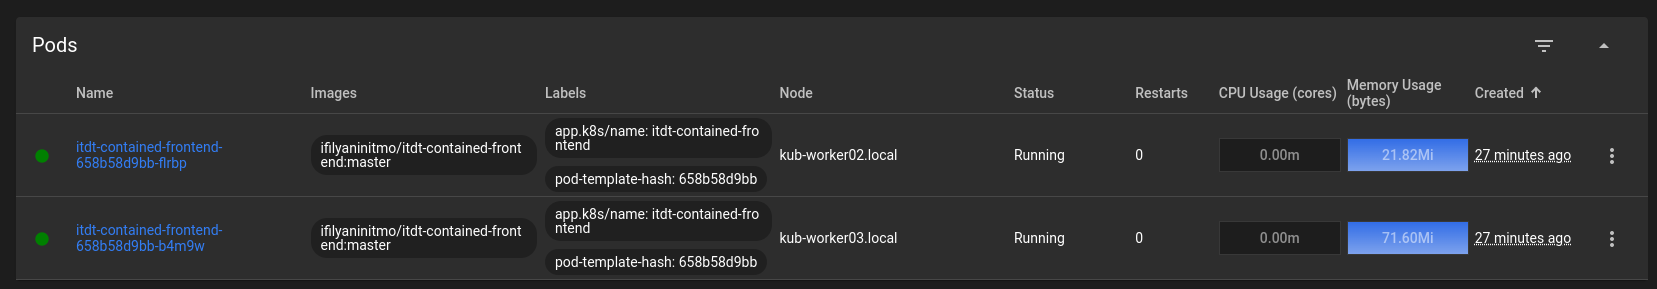 Pods
Name Images Labels Node Status Restarts CPU Usage (cores) Memory Usage (bytes) Created
itdt-contained-frontend-
658b58d9bb-flrbp
ifilyaninitmo/itdt-contained-front
end:master
app.k8s/name: itdt-contained-fro
ntend
pod-template-hash: 658b58d9bb
kub-worker02.local
Running
0
0.00m
21.82Mi
27 minutes ago
itdt-contained-frontend-
658b58d9bb-b4m9w
ifilyaninitmo/itdt-contained-front
end:master
app.k8s/name: itdt-contained-fro
ntend
pod-template-hash: 658b58d9bb
kub-worker03.local
Running
0
0.00m
71.60Mi
27 minutes ago